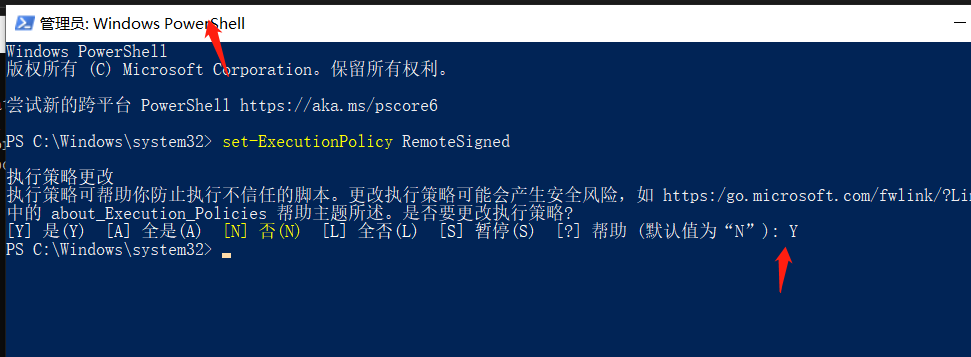 管理员: Windows PowerShell
Windows PowerShell
版权所有 (C) Microsoft Corporation。保留所有权利。
尝试新的跨平台 PowerShell https://aka.ms/pscore6
PS C:\Windows\system32> set-ExecutionPolicy RemoteSigned
执行策略更改
执行策略可帮助你防止执行不信任的脚本。更改执行策略可能会产生安全风险，如 https:/go.microsoft.com/fwlink/?Li
中的 about_Execution_Policies 帮助主题所述。是否要更改执行策略?
[Y] 是(Y)  [A] 全是(A)  [N] 否(N)  [L] 全否(L)  [S] 暂停(S)  [?] 帮助 (默认值为“N”): Y
PS C:\Windows\system32>